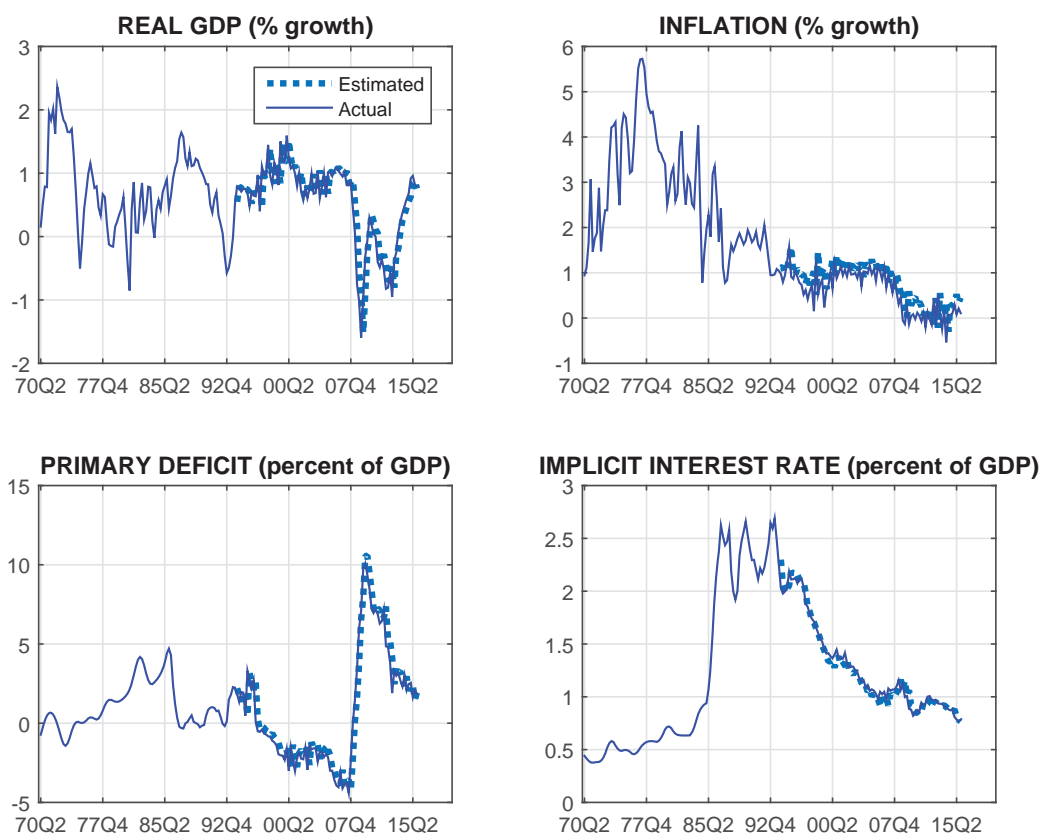 REAL GDP (% growth)
3
2
1
0
-1
-2
70Q2 77Q4 85Q2 92Q4 00Q2 07Q4 15Q2
Estimated
Actual
INFLATION (% growth)
6
5
4
3
2
1
0
-1
70Q2 77Q4 85Q2 92Q4 00Q2 07Q4 15Q2
PRIMARY DEFICIT (percent of GDP)
15
10
5
0
-5
70Q2 77Q4 85Q2 92Q4 00Q2 07Q4 15Q2
IMPLICIT INTEREST RATE (percent of GDP)
3
2.5
2
1.5
1
0.5
0
70Q2 77Q4 85Q2 92Q4 00Q2 07Q4 15Q2